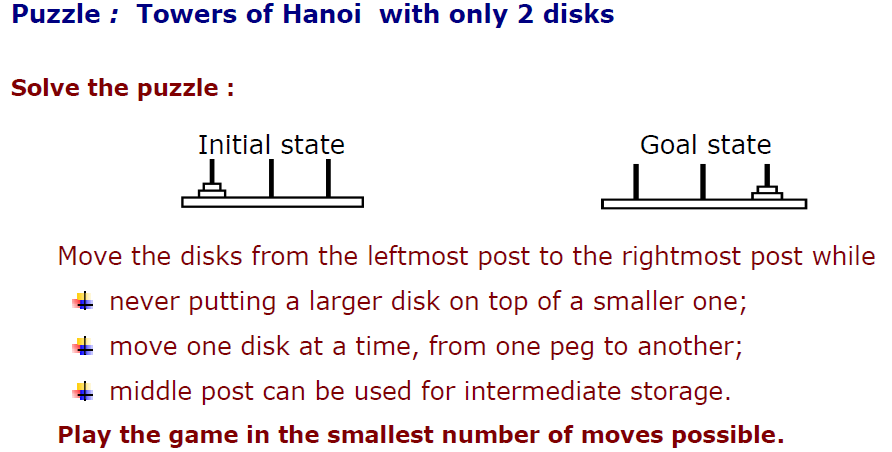 Puzzle : Towers of Hanoi with only 2 disks
Solve the puzzle :
Initial state
Goal state
Move the disks from the leftmost post to the rightmost post while
never putting a larger disk on top of a smaller one;
move one disk at a time, from one peg to another;
middle post can be used for intermediate storage.
Play the game in the smallest number of moves possible.